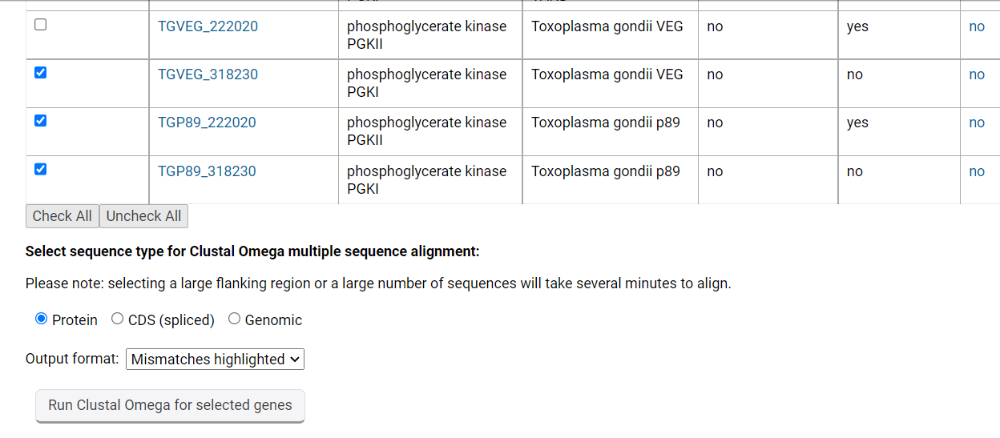 TGVEG_222020 phosphoglycerate kinase PGKII Toxoplasma gondii VEG no yes no
TGVEG_318230 phosphoglycerate kinase PGKI Toxoplasma gondii VEG no no no
TGP89_222020 phosphoglycerate kinase PGKII Toxoplasma gondii p89 no yes no
TGP89_318230 phosphoglycerate kinase PGKI Toxoplasma gondii p89 no no no
Check All Uncheck All
Select sequence type for Clustal Omega multiple sequence alignment:
Please note: selecting a large flanking region or a large number of sequences will take several minutes to align.
Protein CDS (spliced) Genomic
Output format: Mismatches highlighted
Run Clustal Omega for selected genes